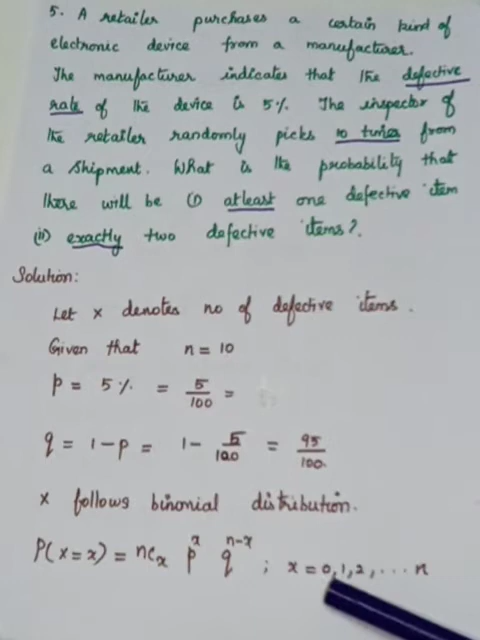 5. A retailer purchases a certain kind of
electronic device from a manufacturer.
The manufacturer indicates that the defective
rate of the device is 5%. The inspector of
the retailer randomly picks 10 times from
a shipment. What is the probability that
there will be (i) atleast one defective item
(ii) exactly two defective items?.
Solution:
Let x denotes no of defective items.
Given that n = 10
p = 5% = 5/100 =
q = 1-p = 1- 5/100 = 95/100.
x follows binomial distribution.
P(x=x) = nCₓ pˣ qⁿ⁻ˣ ; x = 0,1,2,...n